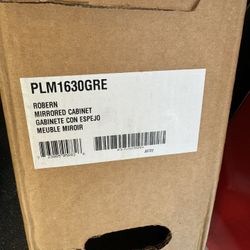 PLM1630GRE
ROBERN
MIRRORED CABINET
GABINETE CON ESPEJO
MEUBLE MIROIR